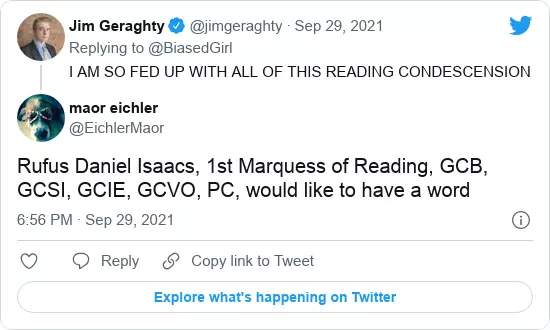 Jim Geraghty @jimgeraghty · Sep 29, 2021
Replying to @BiasedGirl
I AM SO FED UP WITH ALL OF THIS READING CONDESCENSION
maor eichler
@EichlerMaor
Rufus Daniel Isaacs, 1st Marquess of Reading, GCB,
GCSI, GCIE, GCVO, PC, would like to have a word
6:56 PM · Sep 29, 2021
Reply Copy link to Tweet
Explore what's happening on Twitter